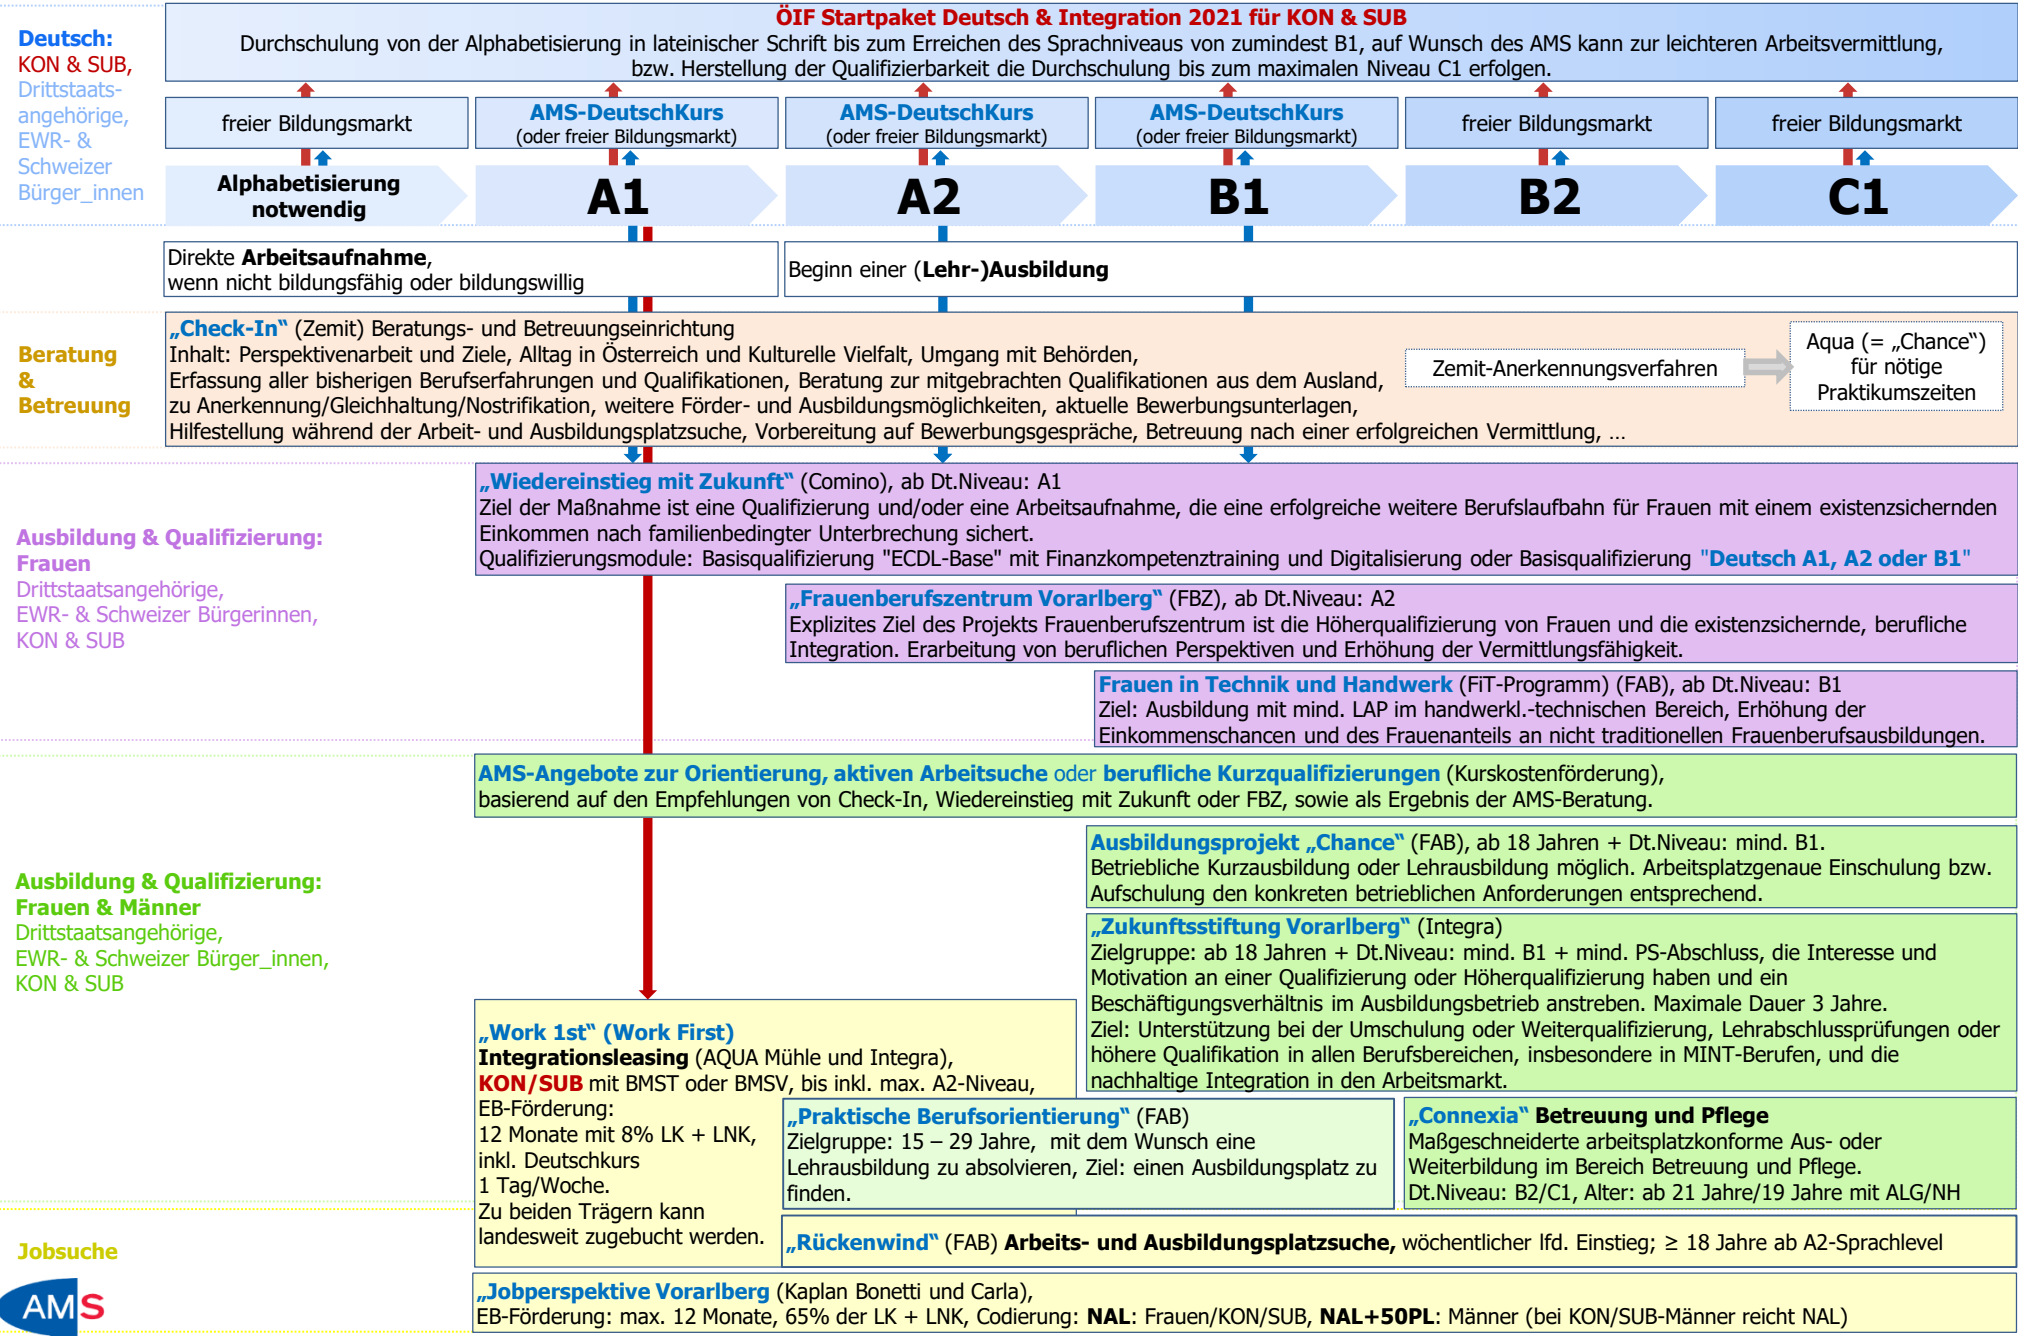 ÖIF Startpaket Deutsch & Integration 2021 für KON & SUB
Durchschulung von der Alphabetisierung in lateinischer Schrift bis zum Erreichen des Sprachniveaus von zumindest B1, auf Wunsch des AMS kann zur leichteren Arbeitsvermittlung,
bzw. Herstellung der Qualifizierbarkeit die Durchschulung bis zum maximalen Niveau C1 erfolgen.
Deutsch:
KON & SUB,
Drittstaats-
angehörige,
EWR- &
Schweizer
Bürger_innen
freier Bildungsmarkt
AMS-DeutschKurs
(oder freier Bildungsmarkt)
AMS-DeutschKurs
(oder freier Bildungsmarkt)
AMS-DeutschKurs
(oder freier Bildungsmarkt)
freier Bildungsmarkt
freier Bildungsmarkt
Alphabetisierung
notwendig
A1
A2
B1
B2
C1
Direkte Arbeitsaufnahme,
wenn nicht bildungsfähig oder bildungswillig
Beginn einer (Lehr-)Ausbildung
Beratung
&
Betreuung
„Check-In“ (Zemit) Beratungs- und Betreuungseinrichtung
Inhalt: Perspektivenarbeit und Ziele, Alltag in Österreich und Kulturelle Vielfalt, Umgang mit Behörden,
Erfassung aller bisherigen Berufserfahrungen und Qualifikationen, Beratung zur mitgebrachten Qualifikationen aus dem Ausland,
zu Anerkennung/Gleichhaltung/Nostrifikation, weitere Förder- und Ausbildungsmöglichkeiten, aktuelle Bewerbungsunterlagen,
Hilfestellung während der Arbeit- und Ausbildungsplatzsuche, Vorbereitung auf Bewerbungsgespräche, Betreuung nach einer erfolgreichen Vermittlung, …
Zemit-Anerkennungsverfahren
Aqua (= „Chance“)
für nötige
Praktikumszeiten
Ausbildung & Qualifizierung:
Frauen
Drittstaatsangehörige,
EWR- & Schweizer Bürgerinnen,
KON & SUB
„Wiedereinstieg mit Zukunft“ (Comino), ab Dt.Niveau: A1
Ziel der Maßnahme ist eine Qualifizierung und/oder eine Arbeitsaufnahme, die eine erfolgreiche weitere Berufslaufbahn für Frauen mit einem existenzsichernden
Einkommen nach familienbedingter Unterbrechung sichert.
Qualifizierungsmodule: Basisqualifizierung "ECDL-Base" mit Finanzkompetenztraining und Digitalisierung oder Basisqualifizierung "Deutsch A1, A2 oder B1"
„Frauenberufszentrum Vorarlberg“ (FBZ), ab Dt.Niveau: A2
Explizites Ziel des Projekts Frauenberufszentrum ist die Höherqualifizierung von Frauen und die existenzsichernde, berufliche
Integration. Erarbeitung von beruflichen Perspektiven und Erhöhung der Vermittlungsfähigkeit.
Frauen in Technik und Handwerk (FiT-Programm) (FAB), ab Dt.Niveau: B1
Ziel: Ausbildung mit mind. LAP im handwerkl.-technischen Bereich, Erhöhung der
Einkommenschancen und des Frauenanteils an nicht traditionellen Frauenberufsausbildungen.
AMS-Angebote zur Orientierung, aktiven Arbeitsuche oder berufliche Kurzqualifizierungen (Kurskostenförderung),
basierend auf den Empfehlungen von Check-In, Wiedereinstieg mit Zukunft oder FBZ, sowie als Ergebnis der AMS-Beratung.
Ausbildung & Qualifizierung:
Frauen & Männer
Drittstaatsangehörige,
EWR- & Schweizer Bürger_innen,
KON & SUB
Ausbildungsprojekt „Chance“ (FAB), ab 18 Jahren + Dt.Niveau: mind. B1.
Betriebliche Kurzausbildung oder Lehrausbildung möglich. Arbeitsplatzgenaue Einschulung bzw.
Aufschulung den konkreten betrieblichen Anforderungen entsprechend.
„Zukunftsstiftung Vorarlberg“ (Integra)
Zielgruppe: ab 18 Jahren + Dt.Niveau: mind. B1 + mind. PS-Abschluss, die Interesse und
Motivation an einer Qualifizierung oder Höherqualifizierung haben und ein
Beschäftigungsverhältnis im Ausbildungsbetrieb anstreben. Maximale Dauer 3 Jahre.
Ziel: Unterstützung bei der Umschulung oder Weiterqualifizierung, Lehrabschlussprüfungen oder
höhere Qualifikation in allen Berufsbereichen, insbesondere in MINT-Berufen, und die
nachhaltige Integration in den Arbeitsmarkt.
„Work 1st“ (Work First)
Integrationsleasing (AQUA Mühle und Integra),
KON/SUB mit BMST oder BMSV, bis inkl. max. A2-Niveau,
EB-Förderung:
12 Monate mit 8% LK + LNK,
inkl. Deutschkurs
1 Tag/Woche.
Zu beiden Trägern kann
landesweit zugebucht werden.
„Praktische Berufsorientierung“ (FAB)
Zielgruppe: 15 – 29 Jahre, mit dem Wunsch eine
Lehrausbildung zu absolvieren, Ziel: einen Ausbildungsplatz zu
finden.
„Connexia“ Betreuung und Pflege
Maßgeschneiderte arbeitsplatzkonforme Aus- oder
Weiterbildung im Bereich Betreuung und Pflege.
Dt.Niveau: B2/C1, Alter: ab 21 Jahre/19 Jahre mit ALG/NH
Jobsuche
„Rückenwind“ (FAB) Arbeits- und Ausbildungsplatzsuche, wöchentlicher lfd. Einstieg; ≥ 18 Jahre ab A2-Sprachlevel
„Jobperspektive Vorarlberg (Kaplan Bonetti und Carla),
EB-Förderung: max. 12 Monate, 65% der LK + LNK, Codierung: NAL: Frauen/KON/SUB, NAL+50PL: Männer (bei KON/SUB-Männer reicht NAL)
AMS